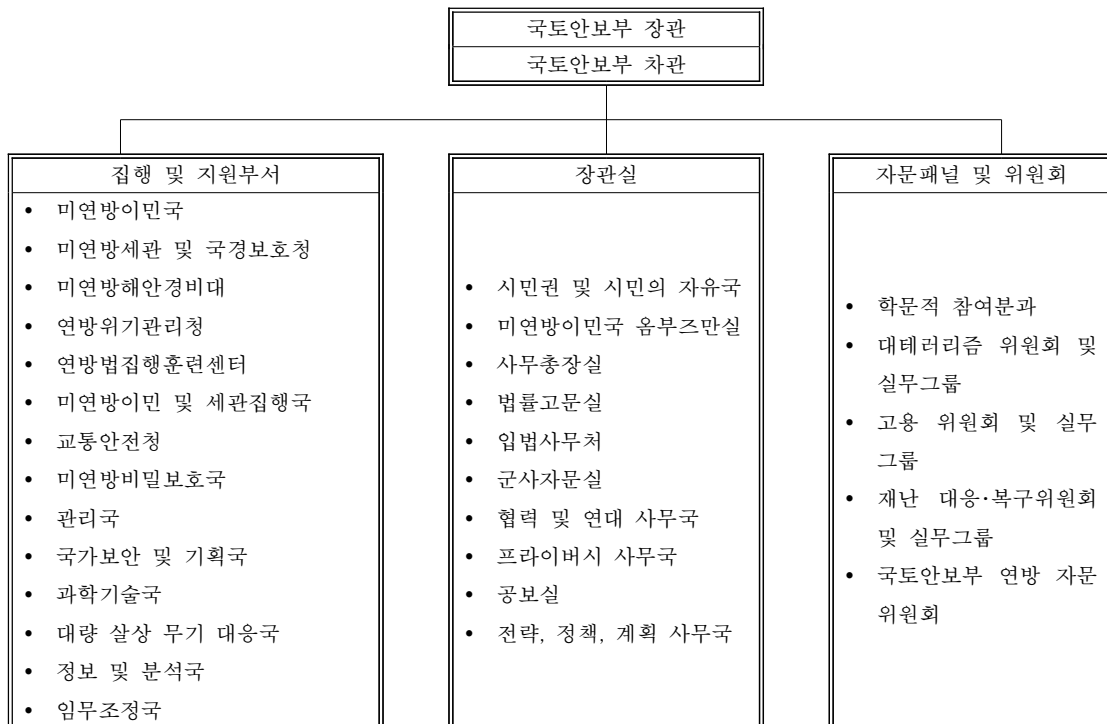 국토안보부 장관
국토안보부 차관
집행 및 지원부서
• 미연방이민국
• 미연방세관 및 국경보호청
• 미연방해안경비대
• 연방위기관리청
• 연방법집행훈련센터
• 미연방이민 및 세관집행국
• 교통안전청
• 미연방비밀보호국
• 관리국
• 국가보안 및 기획국
• 과학기술국
• 대량 살상 무기 대응국
• 정보 및 분석국
• 임무조정국
장관실
• 시민권 및 시민의 자유국
• 미연방이민국 옴부즈만실
• 사무총장실
• 법률고문실
• 입법사무처
• 군사자문실
• 협력 및 연대 사무국
• 프라이버시 사무국
• 공보실
• 전략, 정책, 계획 사무국
자문패널 및 위원회
• 학문적 참여분과
• 대테러리즘 위원회 및
실무그룹
• 고용 위원회 및 실무
그룹
• 재난 대응·복구위원회
및 실무그룹
• 국토안보부 연방 자문
위원회